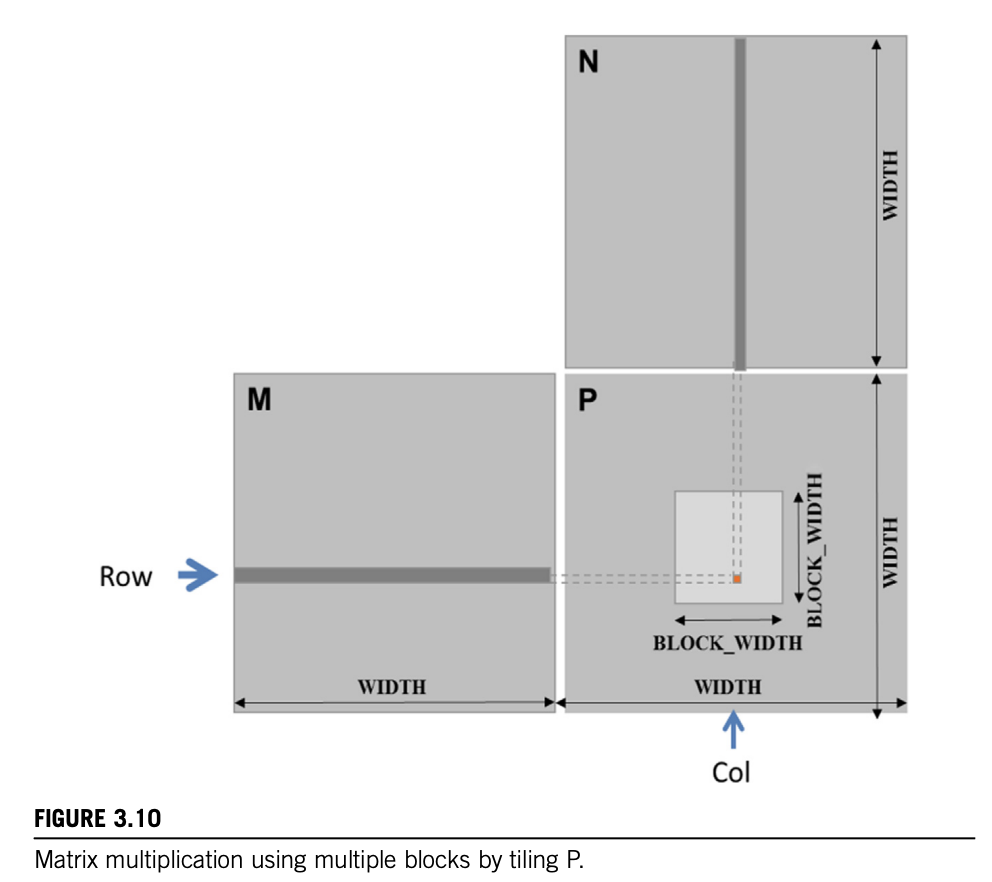 N
WIDTH
M
P
BLOCK_WIDTH
WIDTH
Row
BLOCK_WIDTH
WIDTH
WIDTH
Col
FIGURE 3.10
Matrix multiplication using multiple blocks by tiling P.